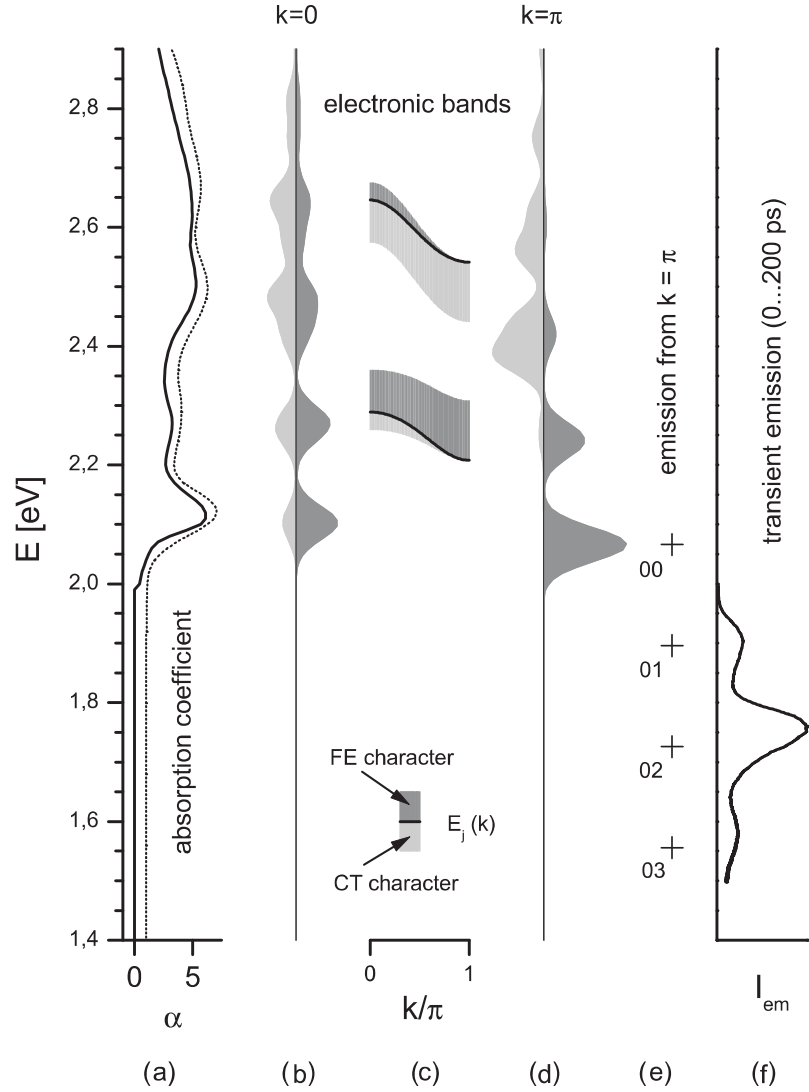 k=0
k=π
electronic bands
2,8
2,6
2,4
2,2
2,0
1,8
1,6
1,4
E [eV]
absorption coefficient
emission from k = π
transient emission (0...200 ps)
00
01
02
03
FE character
E_j (k)
CT character
0 5
α
0 1
k/π
I_em
(a) (b) (c) (d) (e) (f)